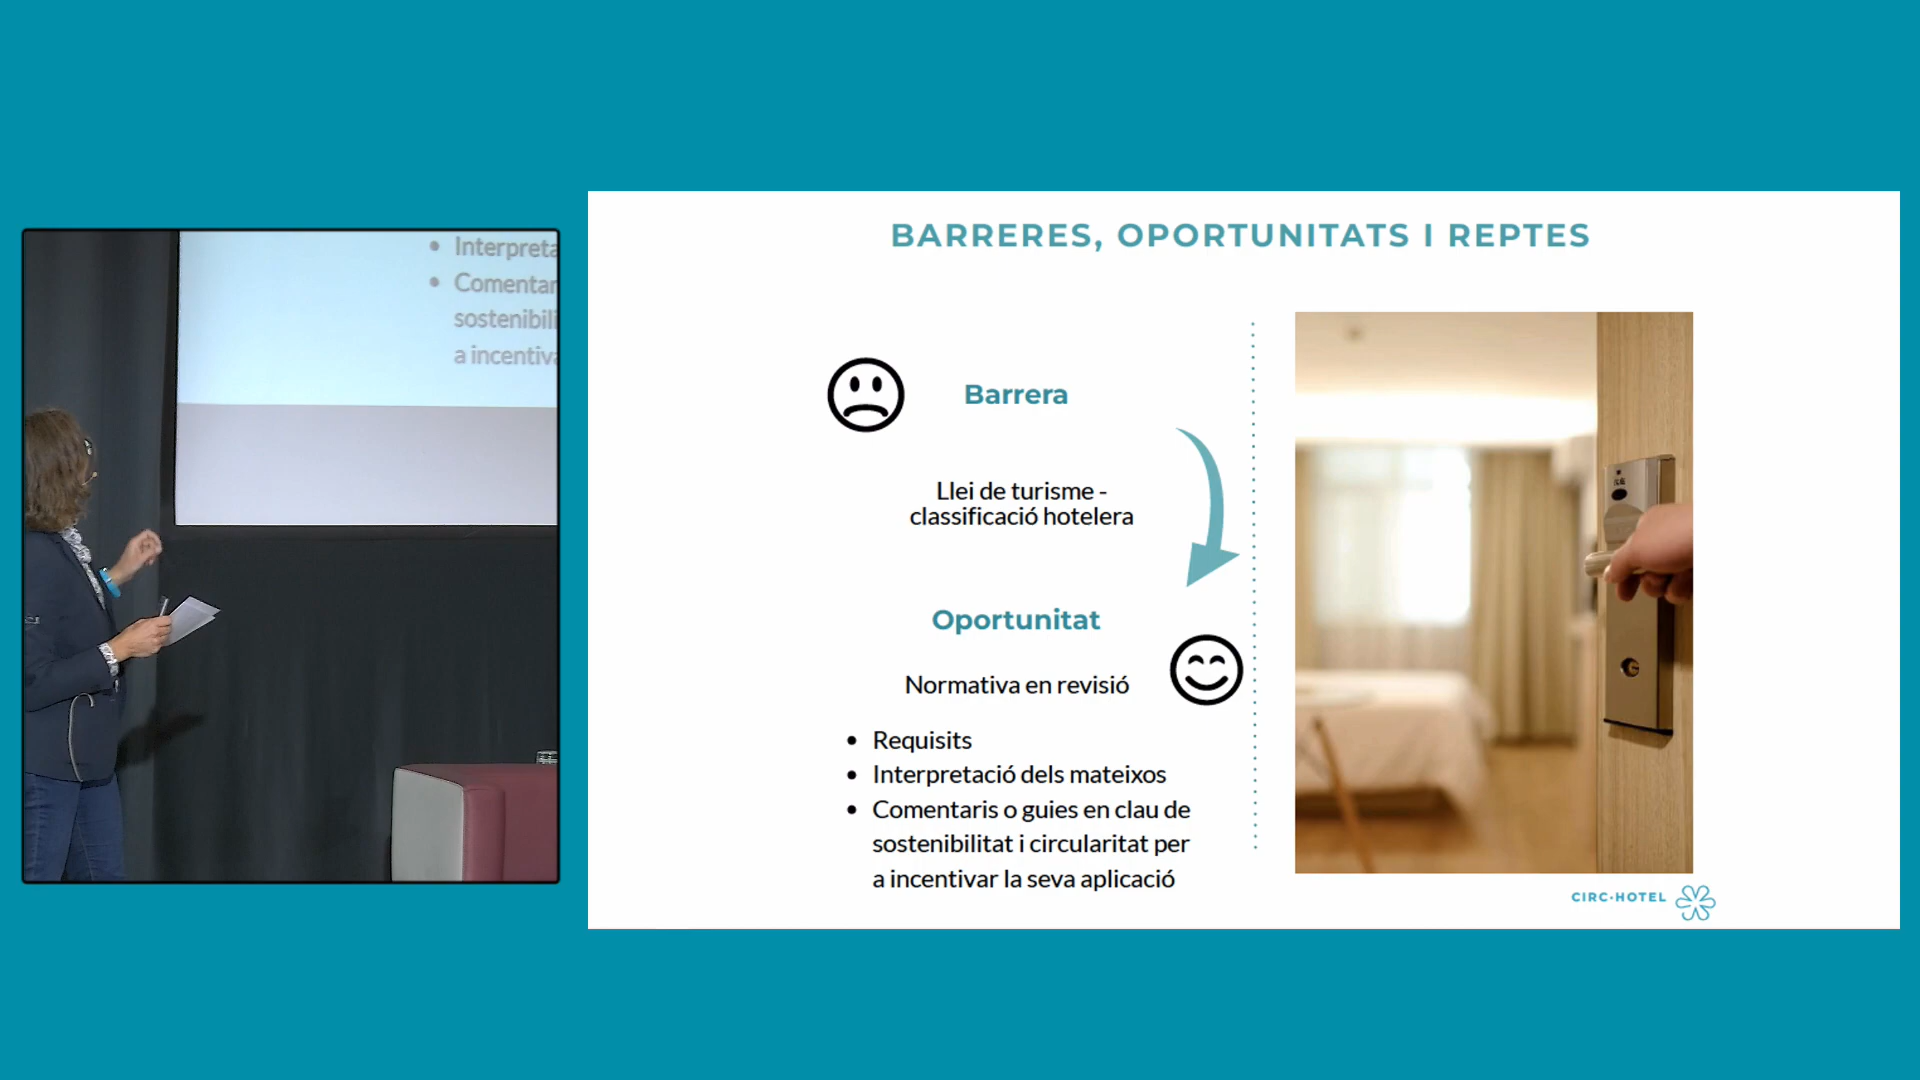 Interpreta
Comentar
sostenibili
a incentiva
BARRERES, OPORTUNITATS I REPTES
Barrera
Llei de turisme -
classificació hotelera
Oportunitat
Normativa en revisió
• Requisits
• Interpretació dels mateixos
• Comentaris o guies en clau de
sostenibilitat i circularitat per
a incentivar la seva aplicació
CIRC·HOTEL